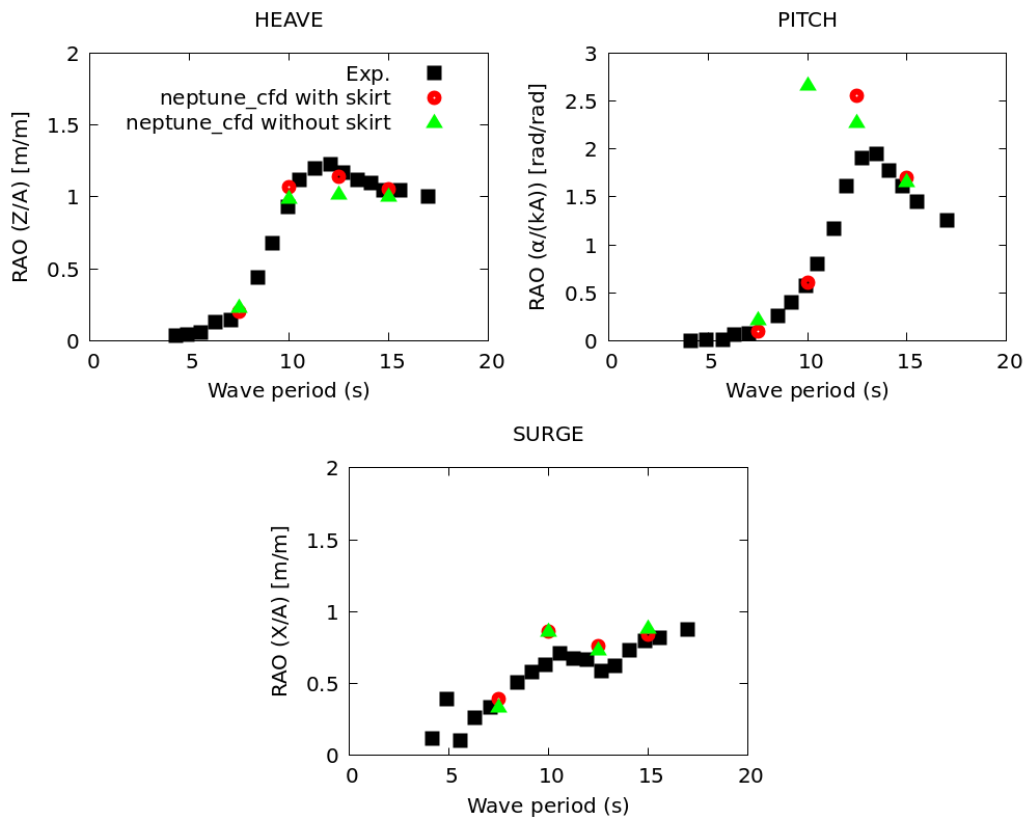 HEAVE
2
1.5
1
0.5
0
RAO (Z/A) [m/m]
Exp.
neptune_cfd with skirt
neptune_cfd without skirt
0 5 10 15 20
Wave period (s)
PITCH
3
2.5
2
1.5
1
0.5
0
RAO (α/(kA)) [rad/rad]
0 5 10 15 20
Wave period (s)
SURGE
2
1.5
1
0.5
0
RAO (X/A) [m/m]
0 5 10 15 20
Wave period (s)